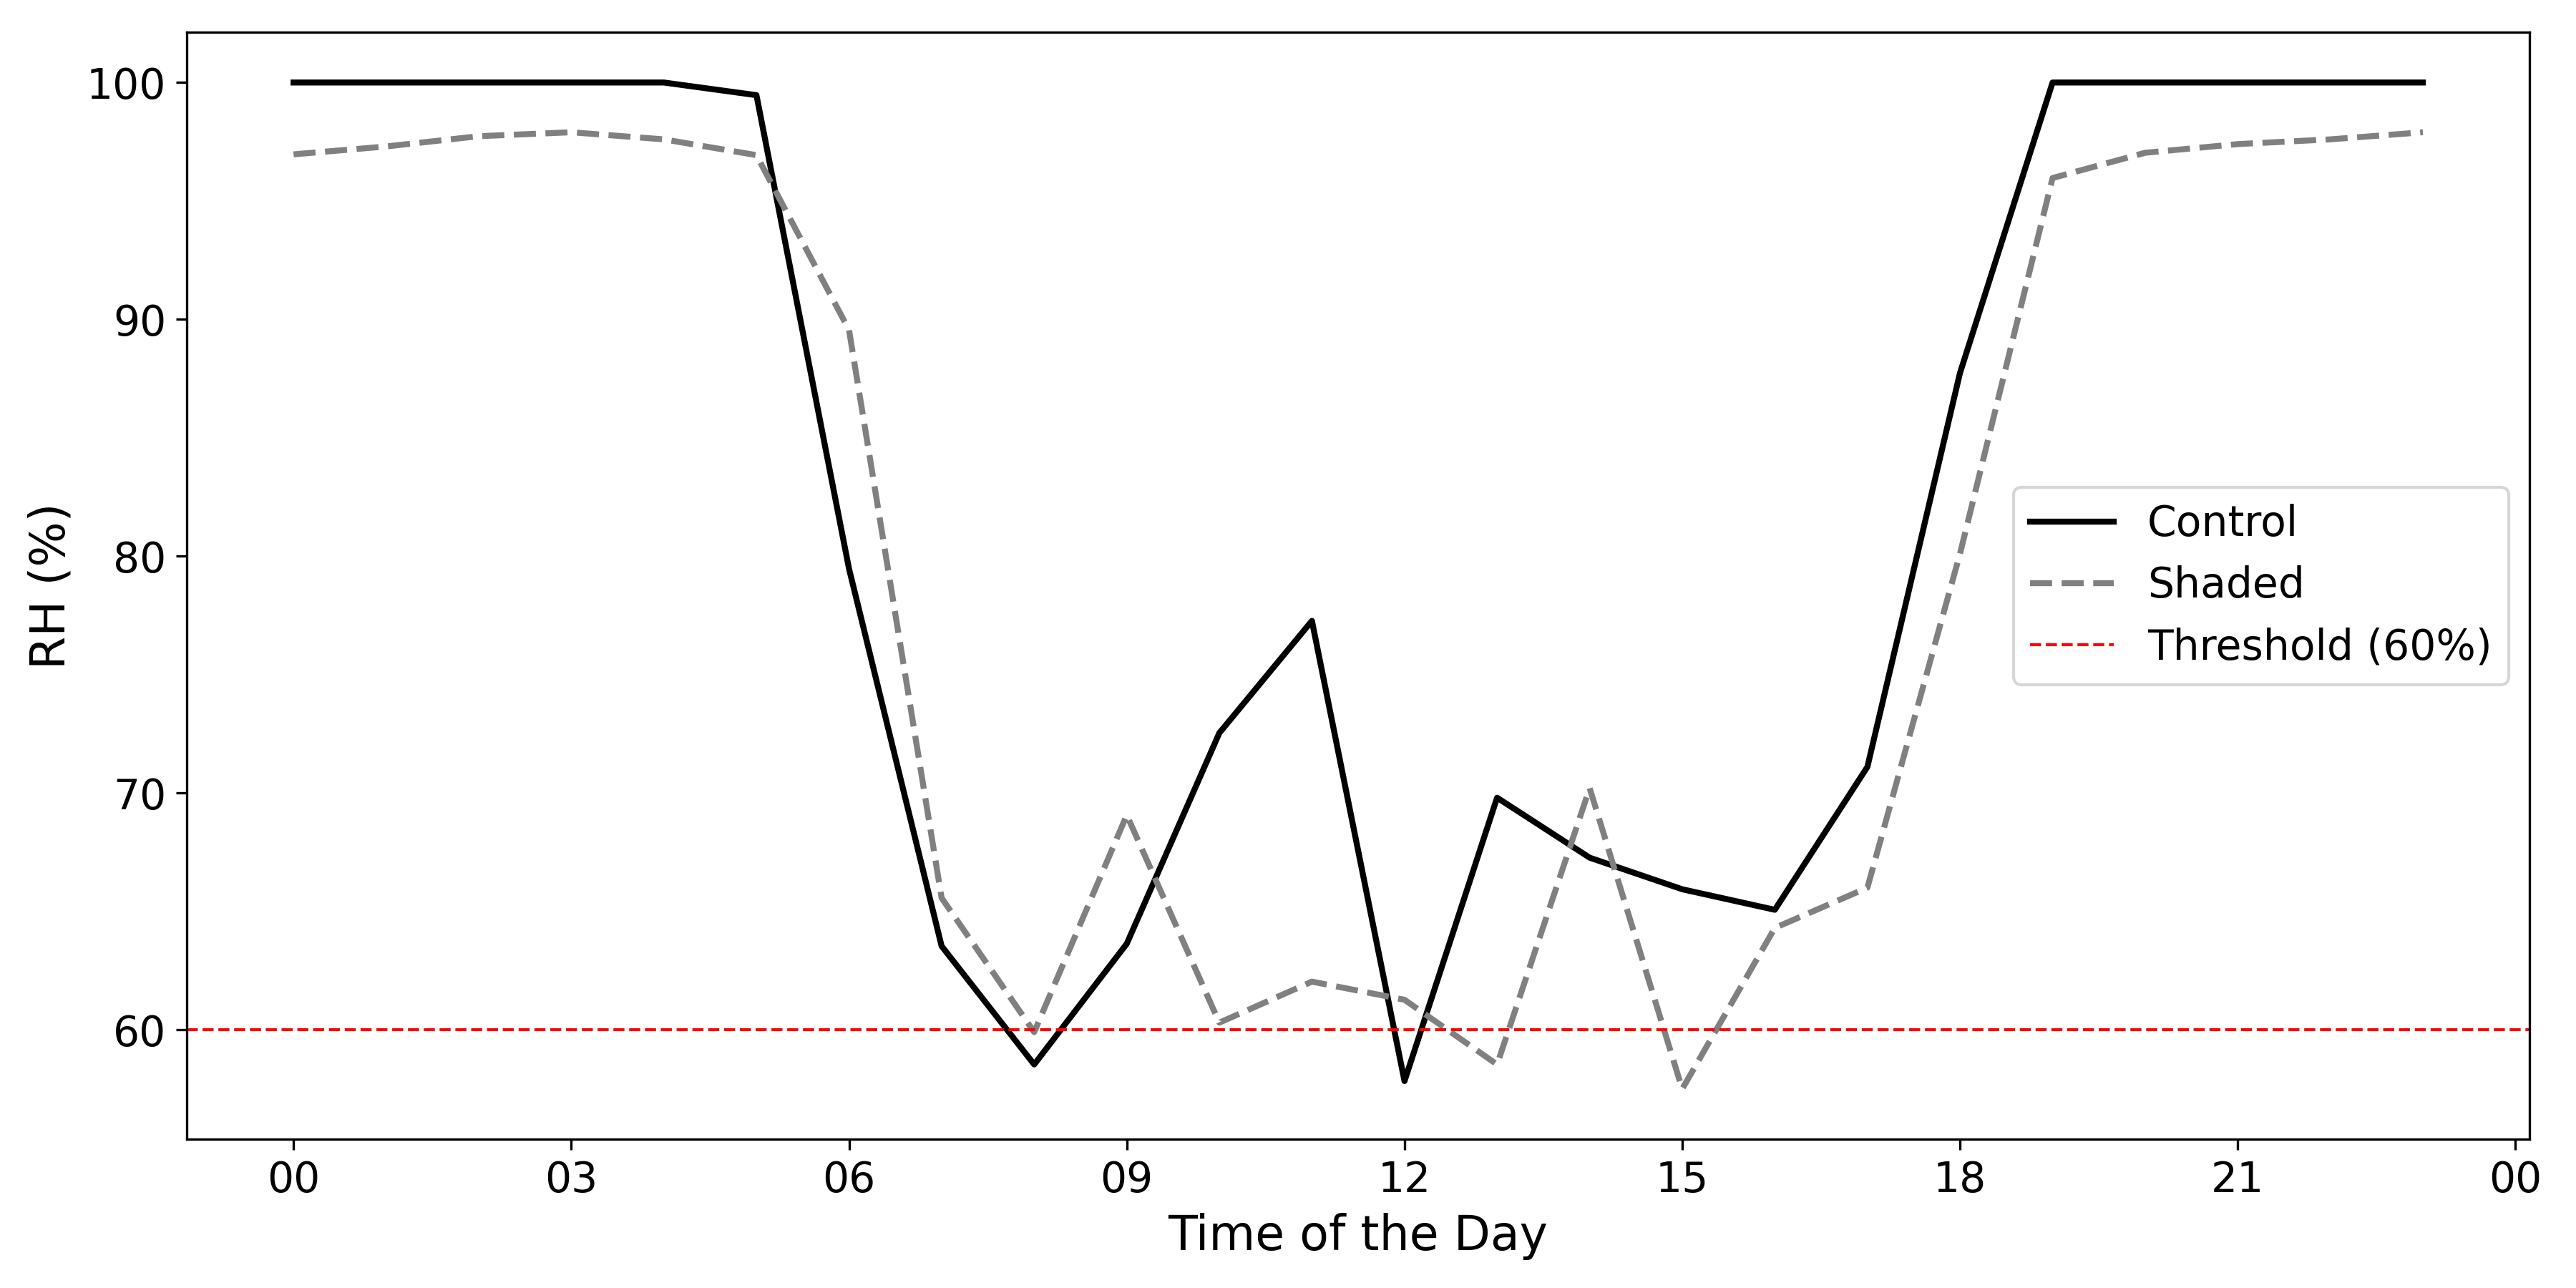 100
90
80
70
60
RH (%)
Control
Shaded
Threshold (60%)
00 03 06 09 12 15 18 21 00
Time of the Day